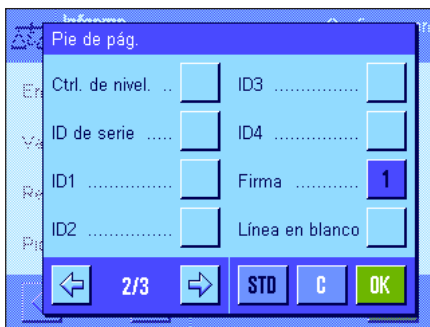 Informe
Pie de pág.
Ctrl. de nivel. ..
ID3 ...............
ID de serie .....
ID4 ...............
ID1 ...............
Firma ............ 1
ID2 ...............
Línea en blanco
2/3 STD C OK